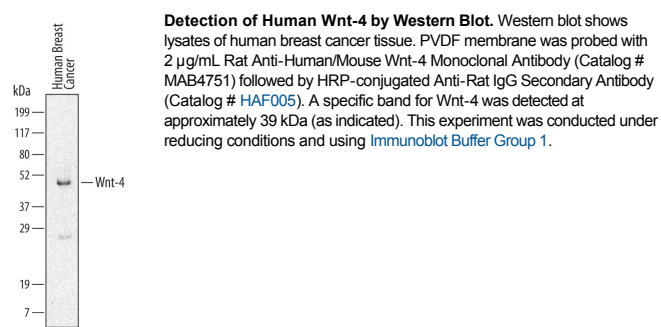 Human Breast
Cancer
kDa
199
117
80
52
37
29
19
7
Wnt-4
Detection of Human Wnt-4 by Western Blot. Western blot shows
lysates of human breast cancer tissue. PVDF membrane was probed with
2 µg/mL Rat Anti-Human/Mouse Wnt-4 Monoclonal Antibody (Catalog #
MAB4751) followed by HRP-conjugated Anti-Rat IgG Secondary Antibody
(Catalog # HAF005). A specific band for Wnt-4 was detected at
approximately 39 kDa (as indicated). This experiment was conducted under
reducing conditions and using Immunoblot Buffer Group 1.